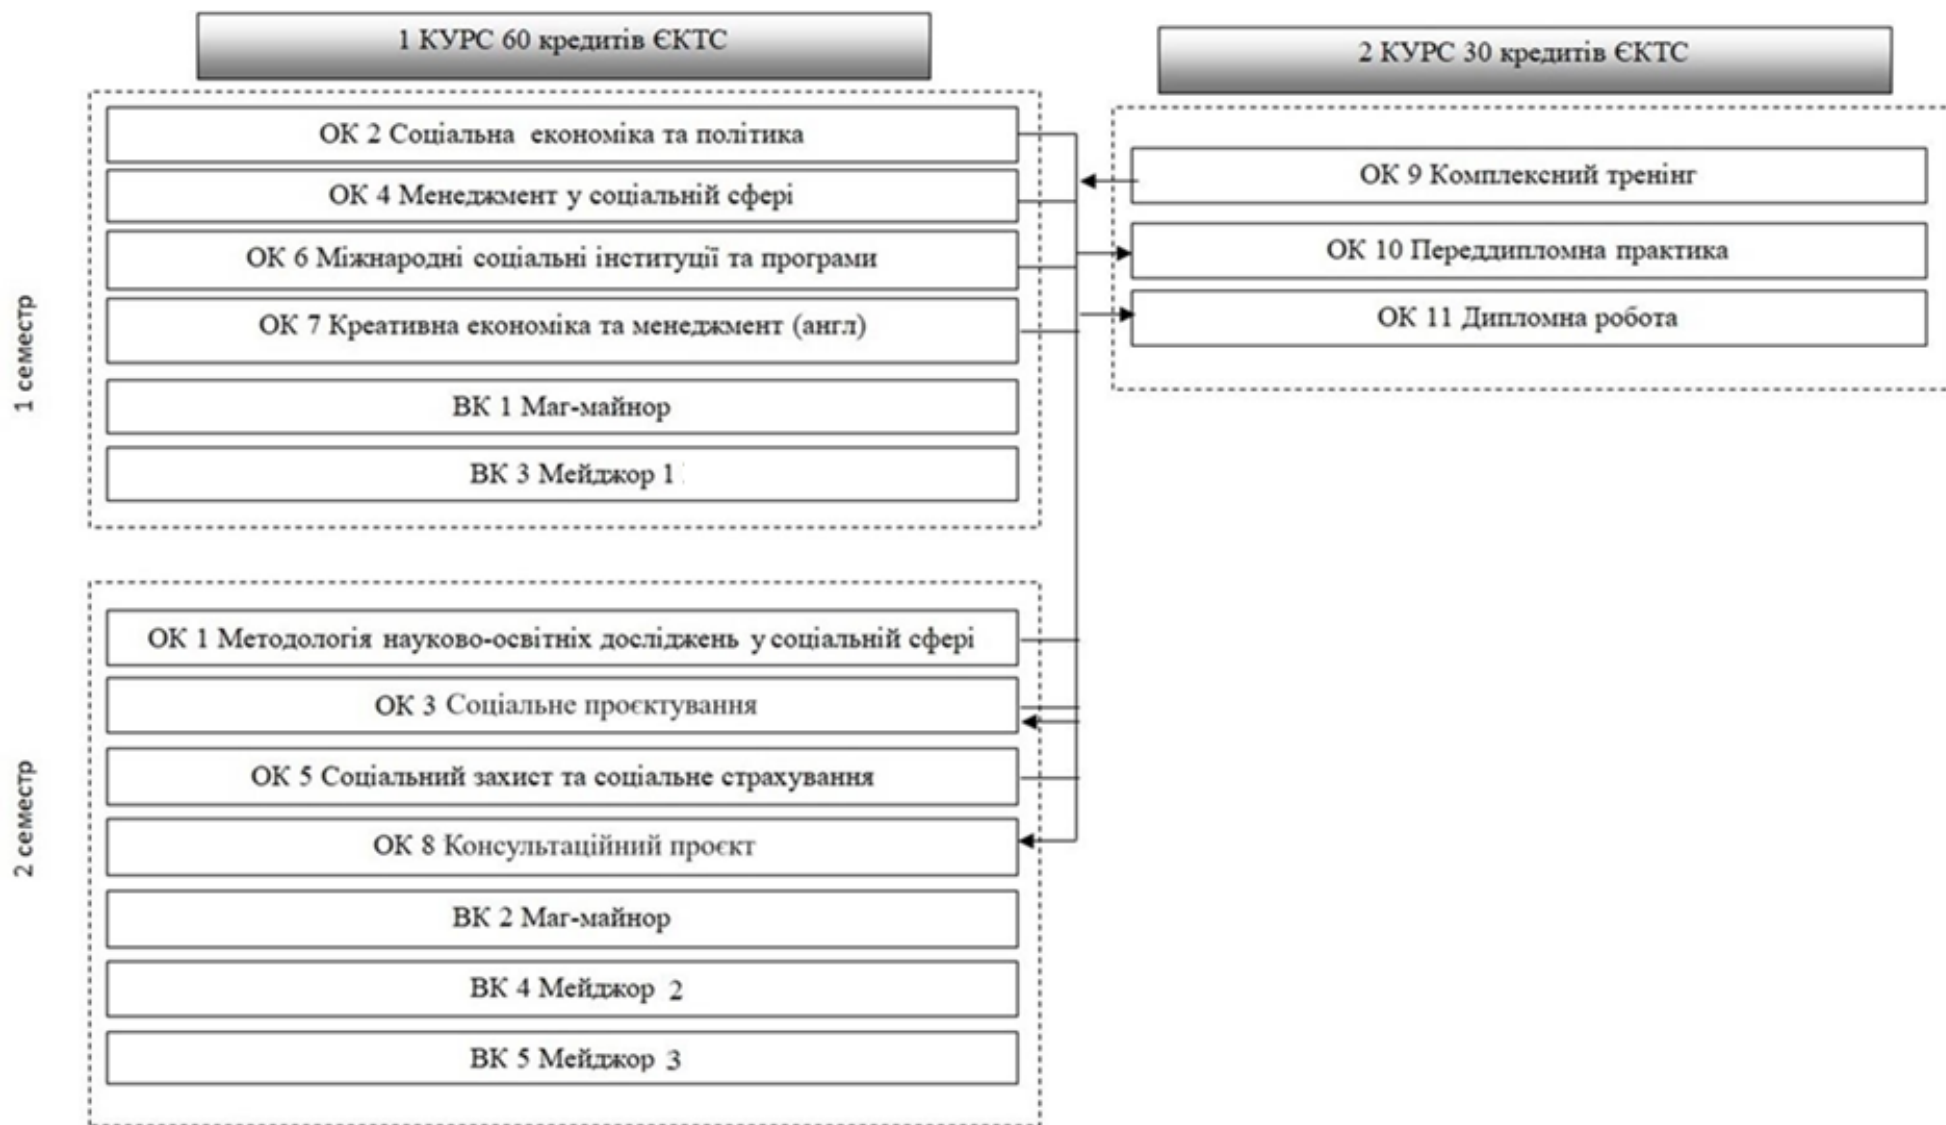 1 КУРС 60 кредитів ЄКТС
1 семестр
ОК 2 Соціальна економіка та політика
ОК 4 Менеджмент у соціальній сфері
ОК 6 Міжнародні соціальні інституції та програми
ОК 7 Креативна економіка та менеджмент (англ)
ВК 1 Маг-майнор
ВК 3 Мейджор 1
2 семестр
ОК 1 Методологія науково-освітніх досліджень у соціальній сфері
ОК 3 Соціальне проєктування
ОК 5 Соціальний захист та соціальне страхування
ОК 8 Консультаційний проєкт
ВК 2 Маг-майнор
ВК 4 Мейджор 2
ВК 5 Мейджор 3
2 КУРС 30 кредитів ЄКТС
ОК 9 Комплексний тренінг
ОК 10 Переддипломна практика
ОК 11 Дипломна робота